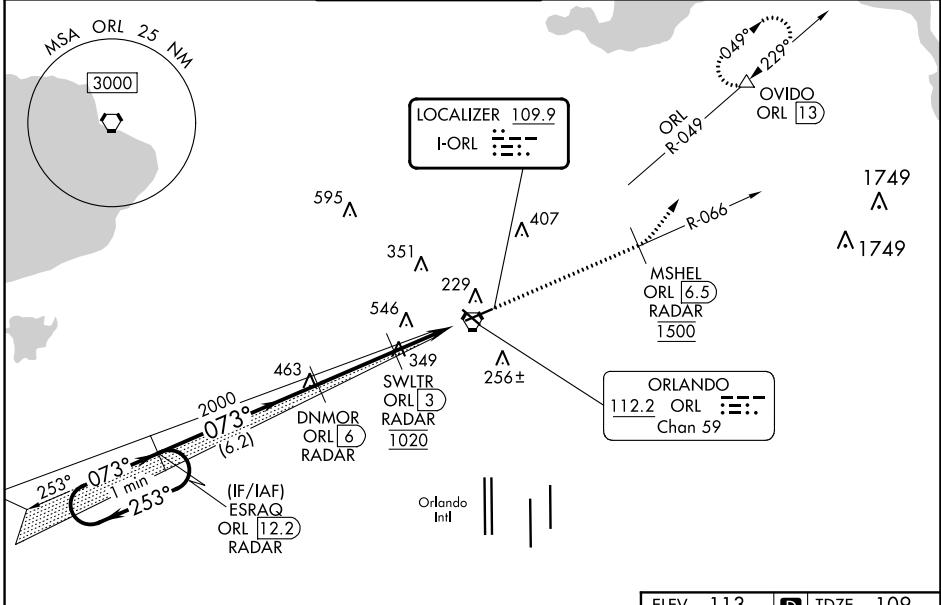 MSA ORL 25 NM
3000
LOCALIZER 109.9
I-ORL
049°
229°
OVIDO
ORL 13
ORL
R-049
1749
1749
595
407
351
R-066
229
MSHEL
ORL 6.5
RADAR
1500
546
349
463
256±
SWLTR
ORL 3
RADAR
1020
ORLANDO
112.2 ORL
Chan 59
2000
073°
(6.2)
DNMOR
ORL 6
RADAR
253°
073°
1 min
253°
(IF/IAF)
ESRAQ
ORL 12.2
RADAR
Orlando
Intl
ELEV 113 D TDZE 109